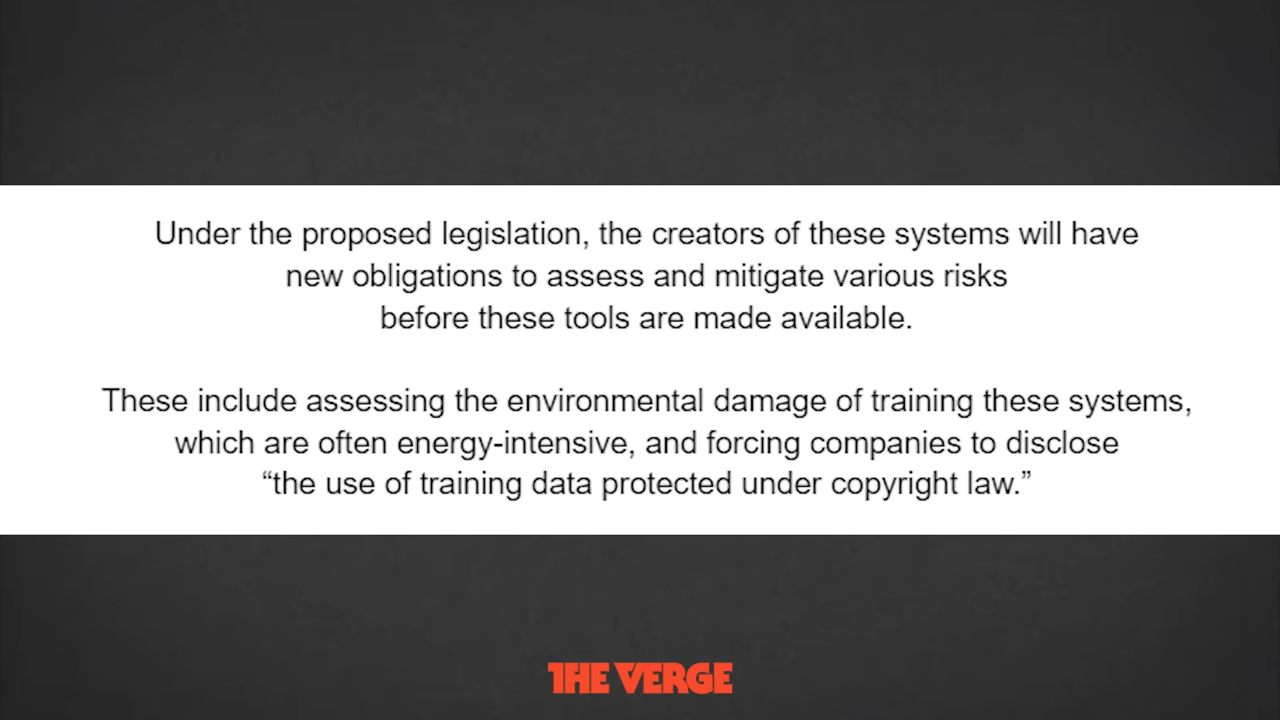 Under the proposed legislation, the creators of these systems will have
new obligations to assess and mitigate various risks
before these tools are made available.
These include assessing the environmental damage of training these systems,
which are often energy-intensive, and forcing companies to disclose
“the use of training data protected under copyright law.”
THE VERGE